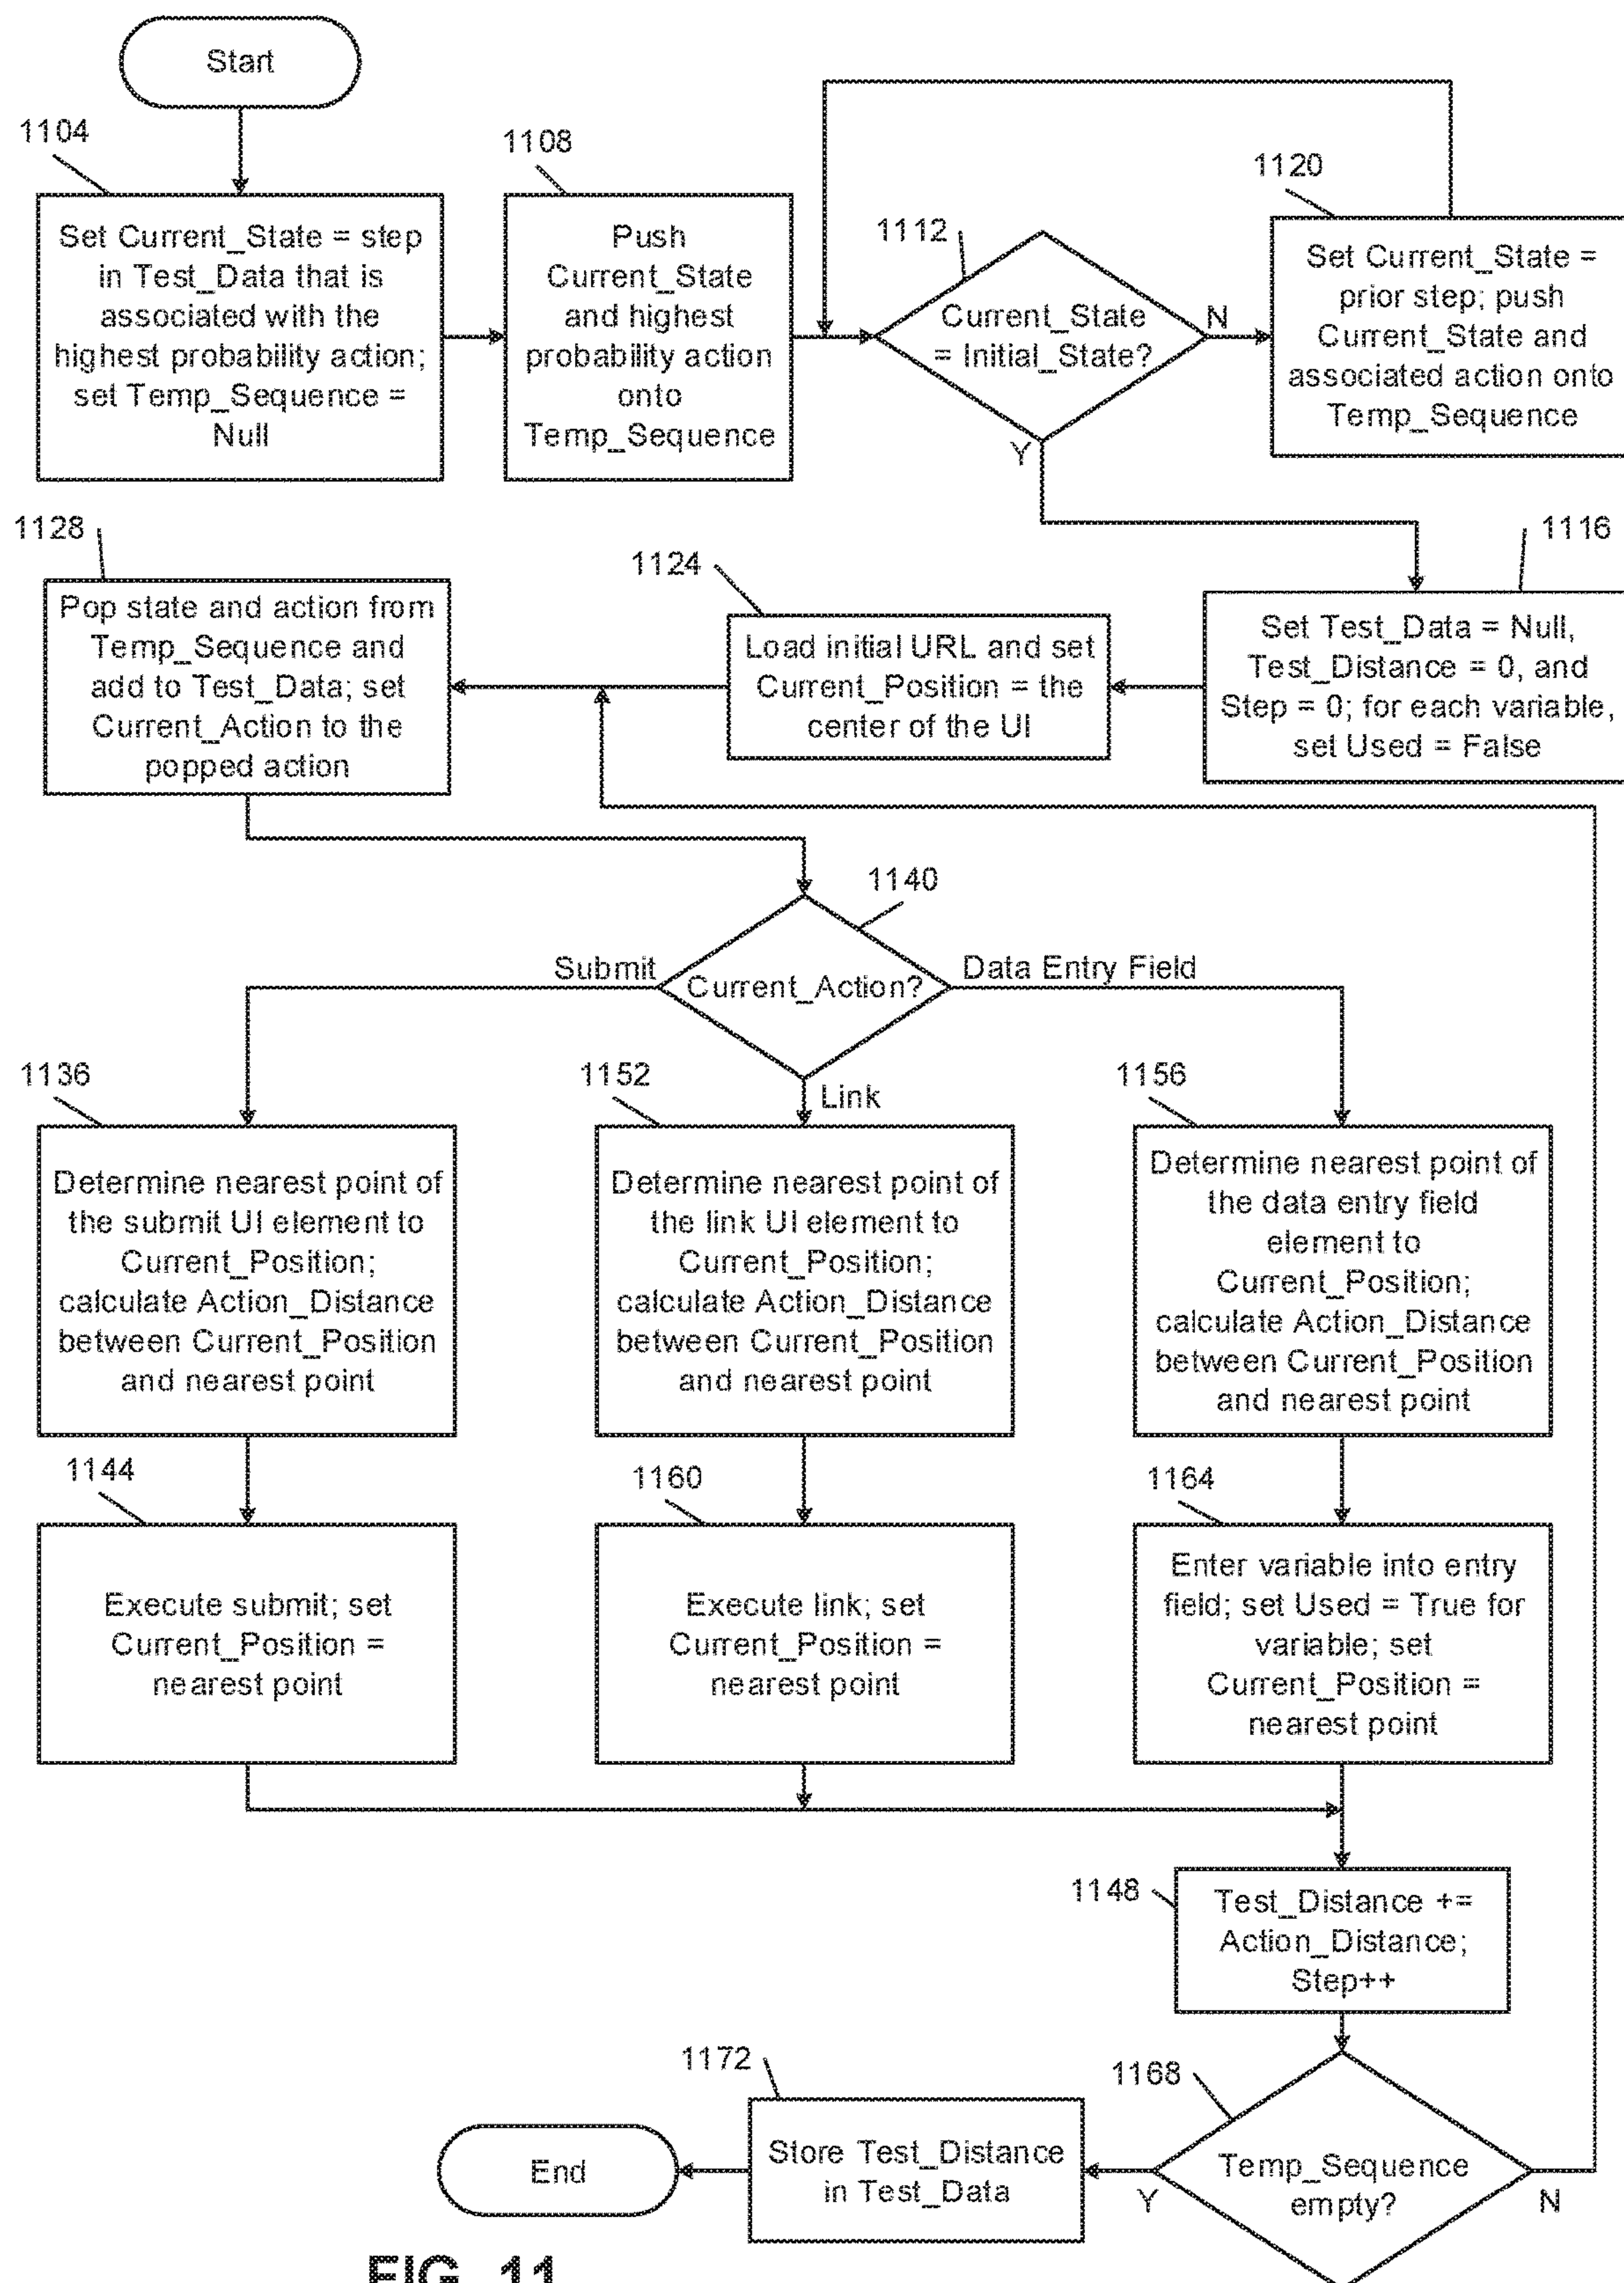 Start
1104
Set Current_State = step
in Test_Data that is
associated with the
highest probability action;
set Temp_Sequence =
Null
1108
Push
Current_State
and highest
probability action
onto
Temp_Sequence
1112
Current_State
= Initial_State?
N
Y
1120
Set Current_State =
prior step; push
Current_State and
associated action onto
Temp_Sequence
1116
Set Test_Data = Null,
Test_Distance = 0, and
Step = 0; for each variable,
set Used = False
1124
Load initial URL and set
Current_Position = the
center of the UI
1128
Pop state and action from
Temp_Sequence and
add to Test_Data; set
Current_Action to the
popped action
1140
Current_Action?
Submit
Link
Data Entry Field
1136
Determine nearest point of
the submit UI element to
Current_Position;
calculate Action_Distance
between Current_Position
and nearest point
1152
Determine nearest point of
the link UI element to
Current_Position;
calculate Action_Distance
between Current_Position
and nearest point
1156
Determine nearest point of
the data entry field
element to
Current_Position;
calculate Action_Distance
between Current_Position
and nearest point
1144
Execute submit; set
Current_Position =
nearest point
1160
Execute link; set
Current_Position =
nearest point
1164
Enter variable into entry
field; set Used = True for
variable; set
Current_Position =
nearest point
1148
Test_Distance +=
Action_Distance;
Step++
1168
Temp_Sequence
empty?
Y
N
1172
Store Test_Distance
in Test_Data
End
FIG. 11